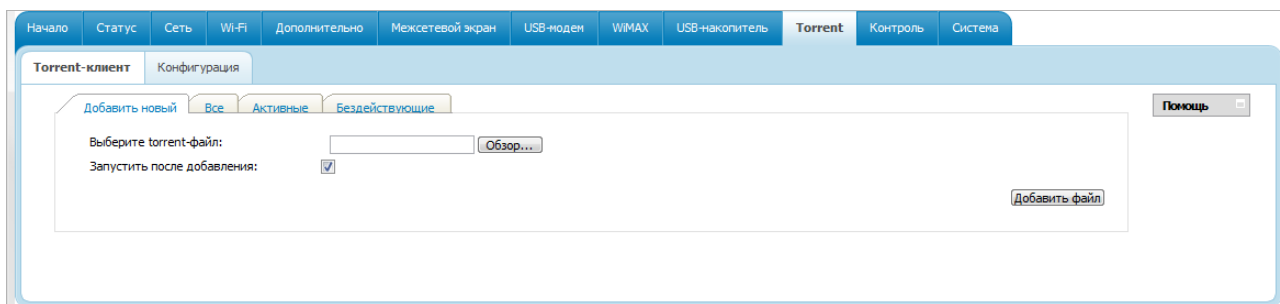 Начало Статус Сеть Wi-Fi Дополнительно Межсетевой экран USB-модем WiMAX USB-накопитель Torrent Контроль Система
Torrent-клиент Конфигурация
Добавить новый Все Активные Бездействующие Помощь
Выберите torrent-файл: Обзор...
Запустить после добавления:
Добавить файл